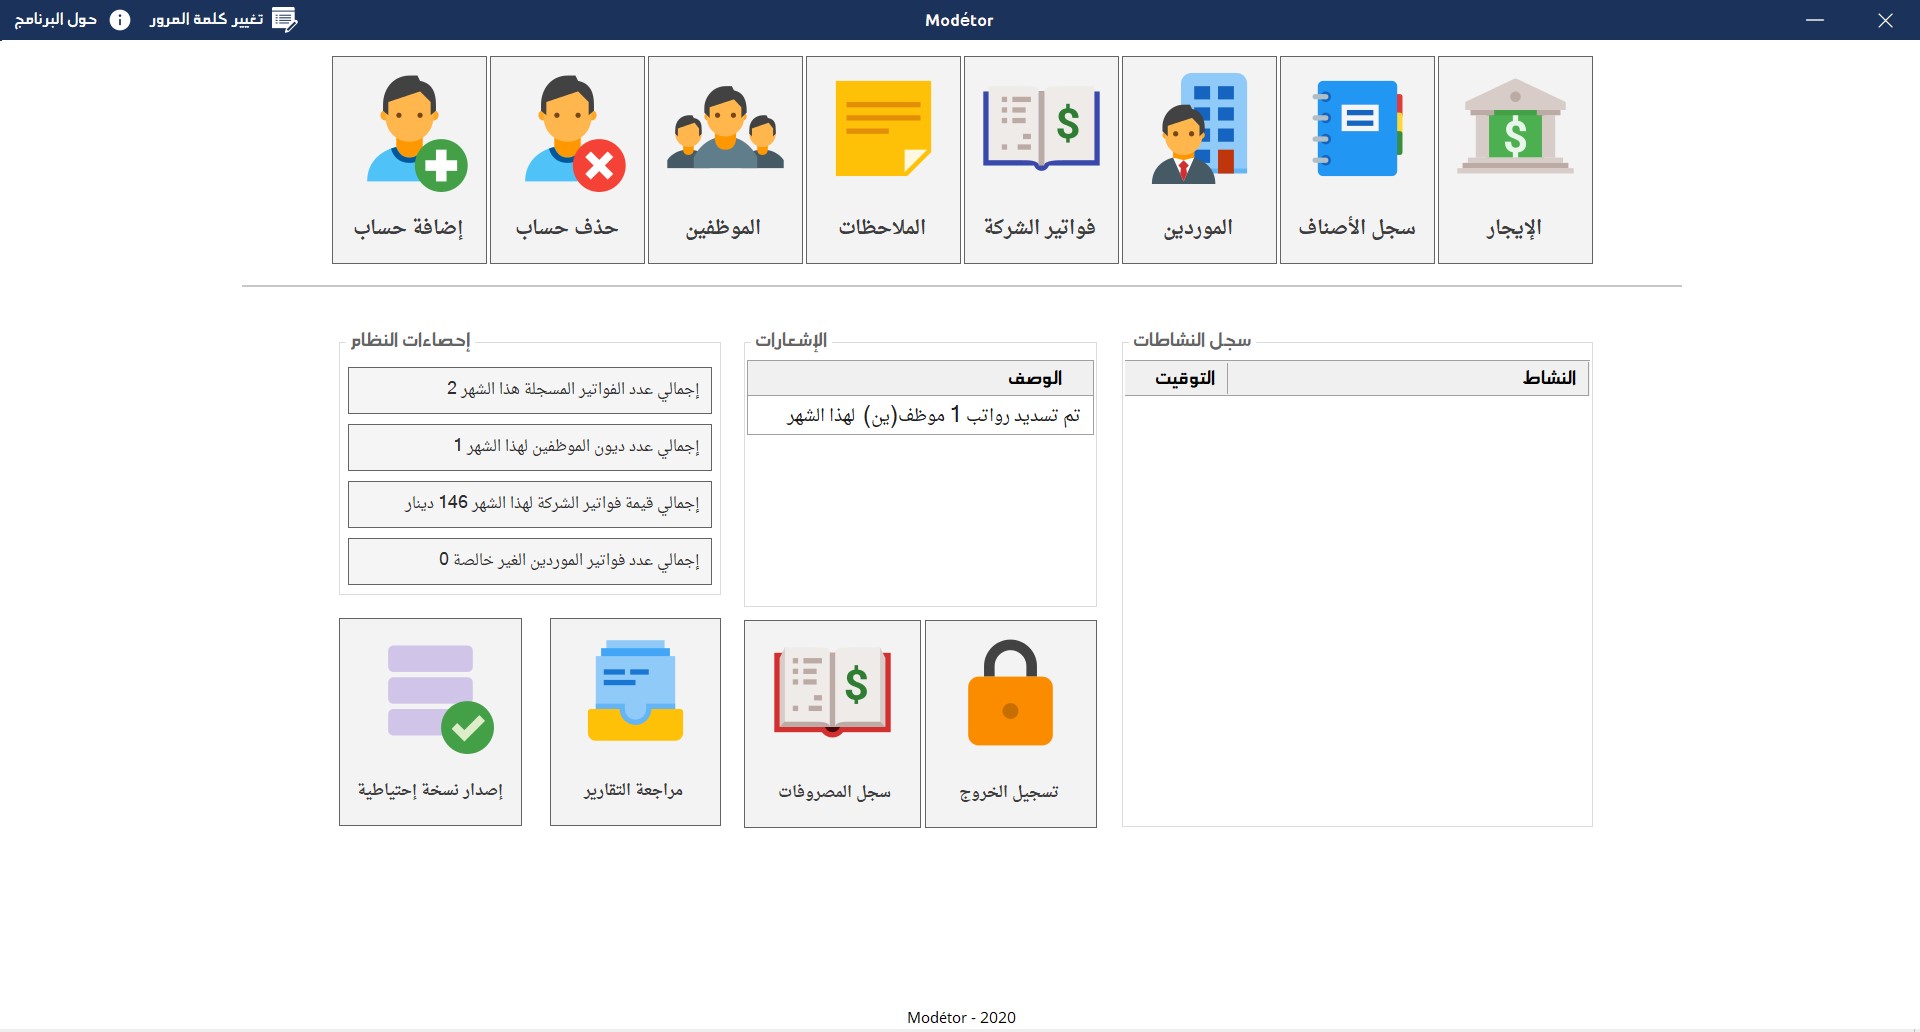 Modétor
تغيير كلمة المرور
حول البرنامج
الإيجار
سجل الأصناف
الموردين
فواتير الشركة
الملاحظات
الموظفين
حذف حساب
إضافة حساب
سجل النشاطات
النشاط
التوقيت
الإشعارات
الوصف
تم تسديد رواتب 1 موظف(ين) لهذا الشهر
إحصاءات النظام
إجمالي عدد الفواتير المسجلة هذا الشهر 2
إجمالي عدد ديون الموظفين لهذا الشهر 1
إجمالي قيمة فواتير الشركة لهذا الشهر 146 دينار
إجمالي عدد فواتير الموردين الغير خالصة 0
تسجيل الخروج
سجل المصروفات
مراجعة التقارير
إصدار نسخة إحتياطية
Modétor - 2020